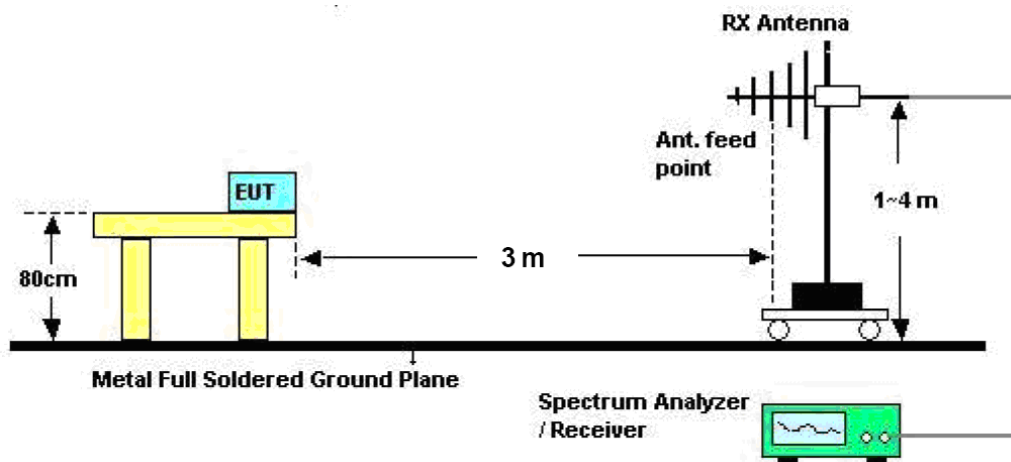 RX Antenna
Ant. feed
point
EUT
1~4 m
3 m
80cm
Metal Full Soldered Ground Plane
Spectrum Analyzer
/ Receiver